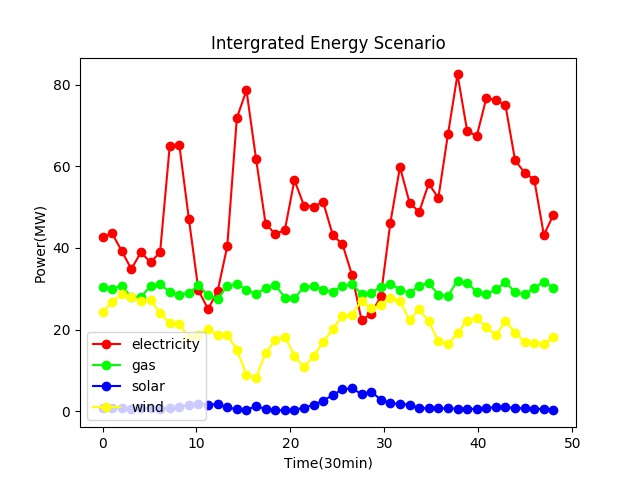 Intergrated Energy Scenario
Power(MW)
80
60
40
20
0
electricity
gas
solar
wind
0 10 20 30 40 50
Time(30min)